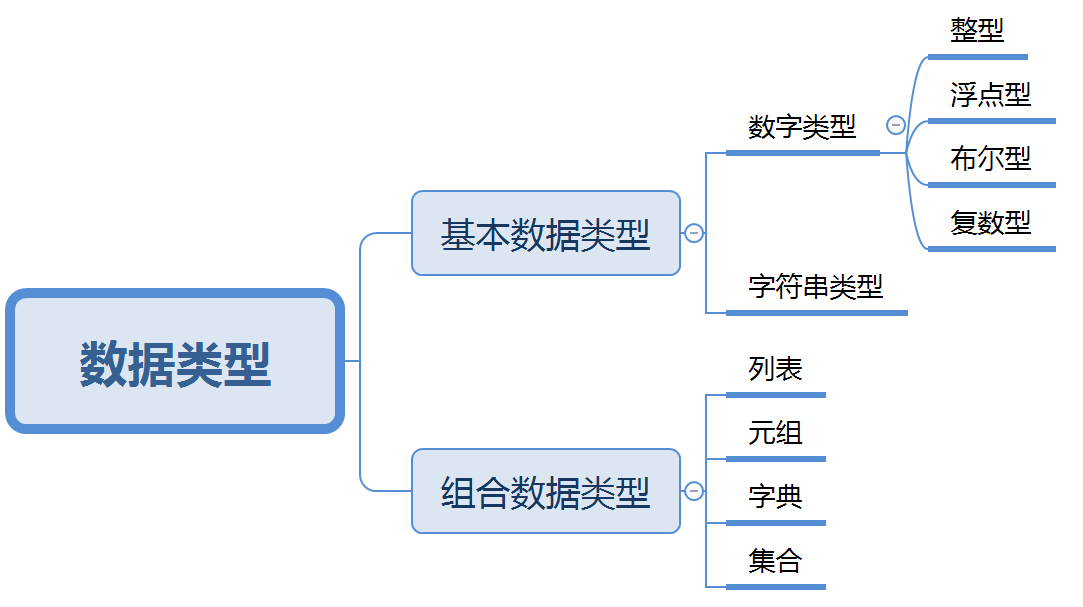 数据类型
基本数据类型
数字类型
整型
浮点型
布尔型
复数型
字符串类型
组合数据类型
列表
元组
字典
集合